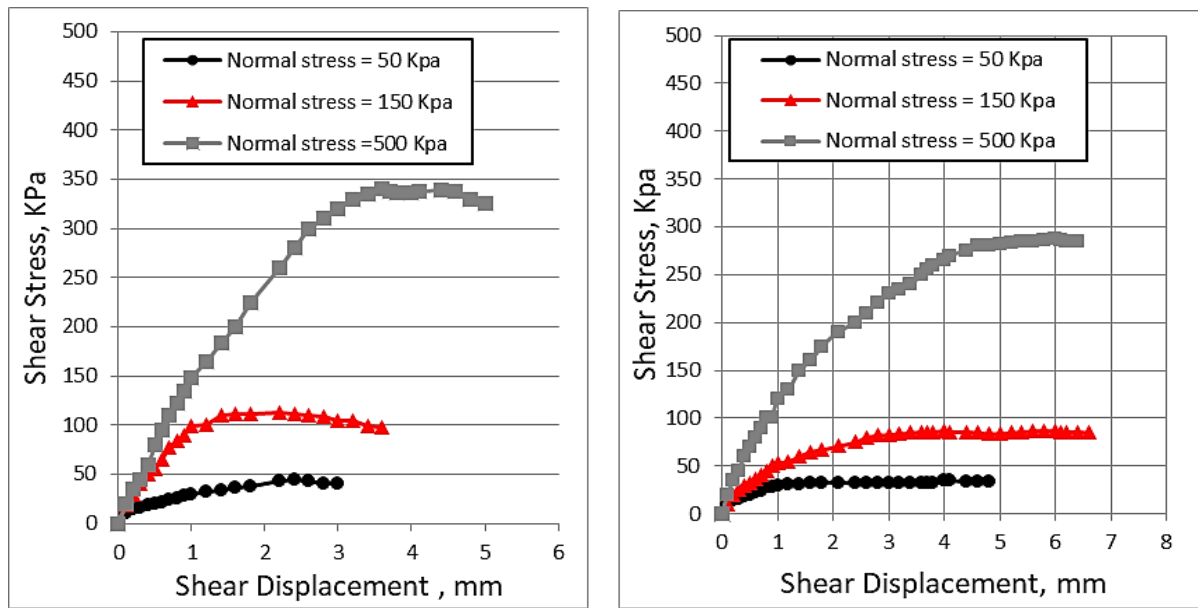 500
450
400
350
300
250
200
150
100
50
0
Shear Stress, KPa
Normal stress = 50 Kpa
Normal stress = 150 Kpa
Normal stress =500 Kpa
0 1 2 3 4 5 6
Shear Displacement , mm
500
450
400
350
300
250
200
150
100
50
0
Shear Stress, Kpa
Normal stress = 50 Kpa
Normal stress = 150 Kpa
Normal stress = 500 Kpa
0 1 2 3 4 5 6 7 8
Shear Displacement, mm